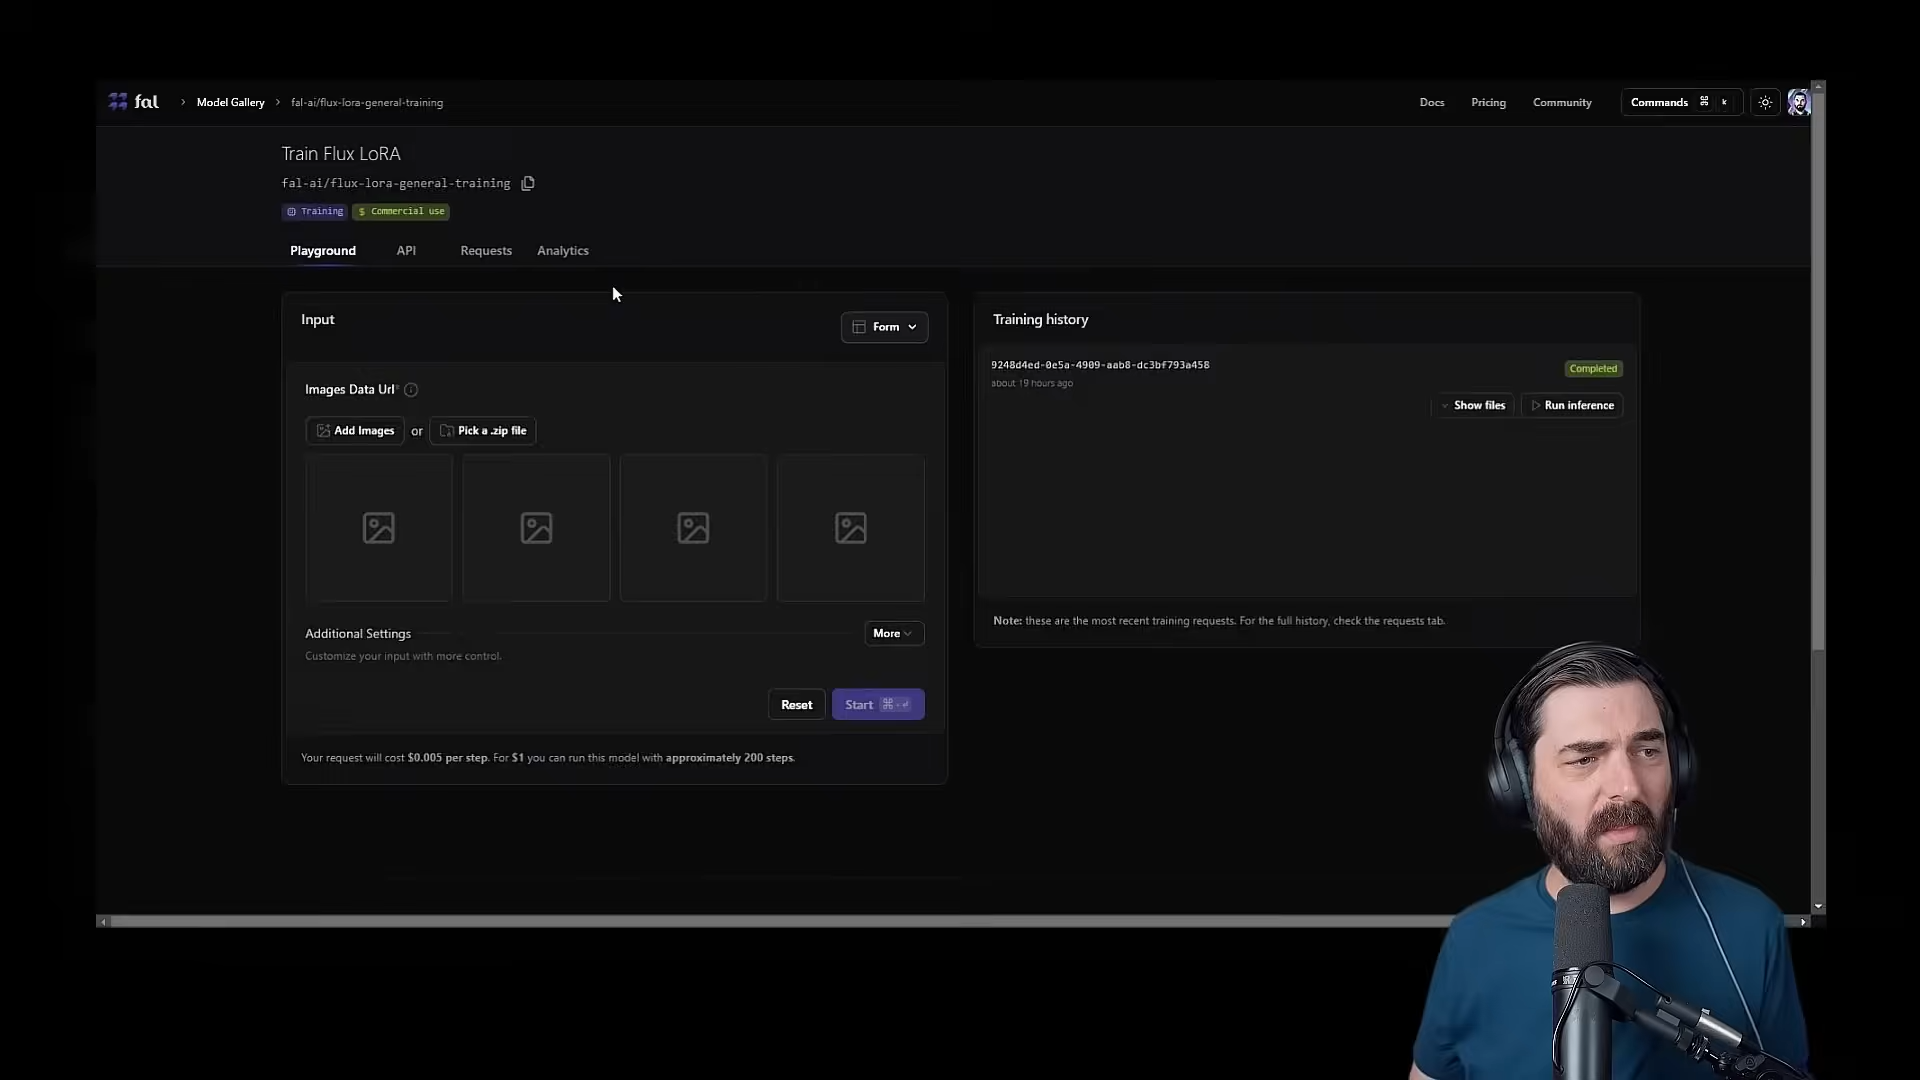 fal > Model Gallery > fal-ai/flux-lora-general-training
Docs Pricing Community Commands ⌘ k
Train Flux LoRA
fal-ai/flux-lora-general-training
Training $ Commercial use
Playground API Requests Analytics
Input
Form
Images Data Url*
Add Images or Pick a .zip file
Additional Settings
More
Customize your input with more control.
Reset Start ⌘ + ⏎
Your request will cost $0.005 per step. For $1 you can run this model with approximately 200 steps.
Training history
9248d4ed-0e5a-4909-aab8-dc3bf793a458
Completed
about 19 hours ago
Show files Run inference
Note: these are the most recent training requests. For the full history, check the requests tab.